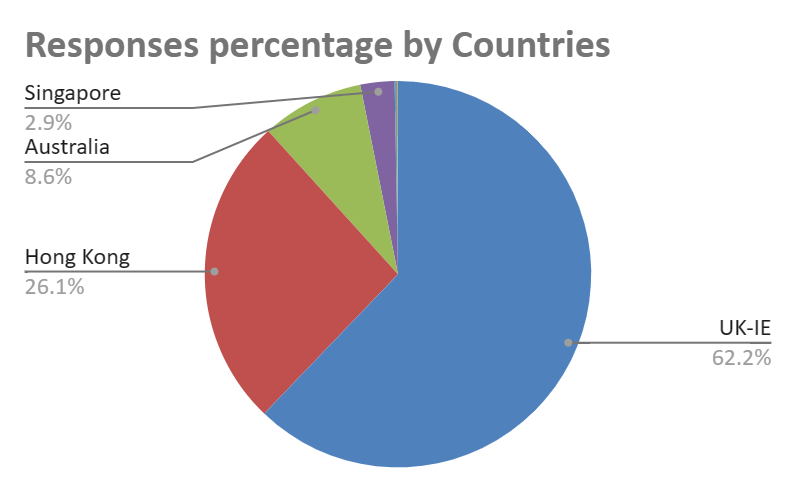 Responses percentage by Countries
Singapore
2.9%
Australia
8.6%
Hong Kong
26.1%
UK-IE
62.2%